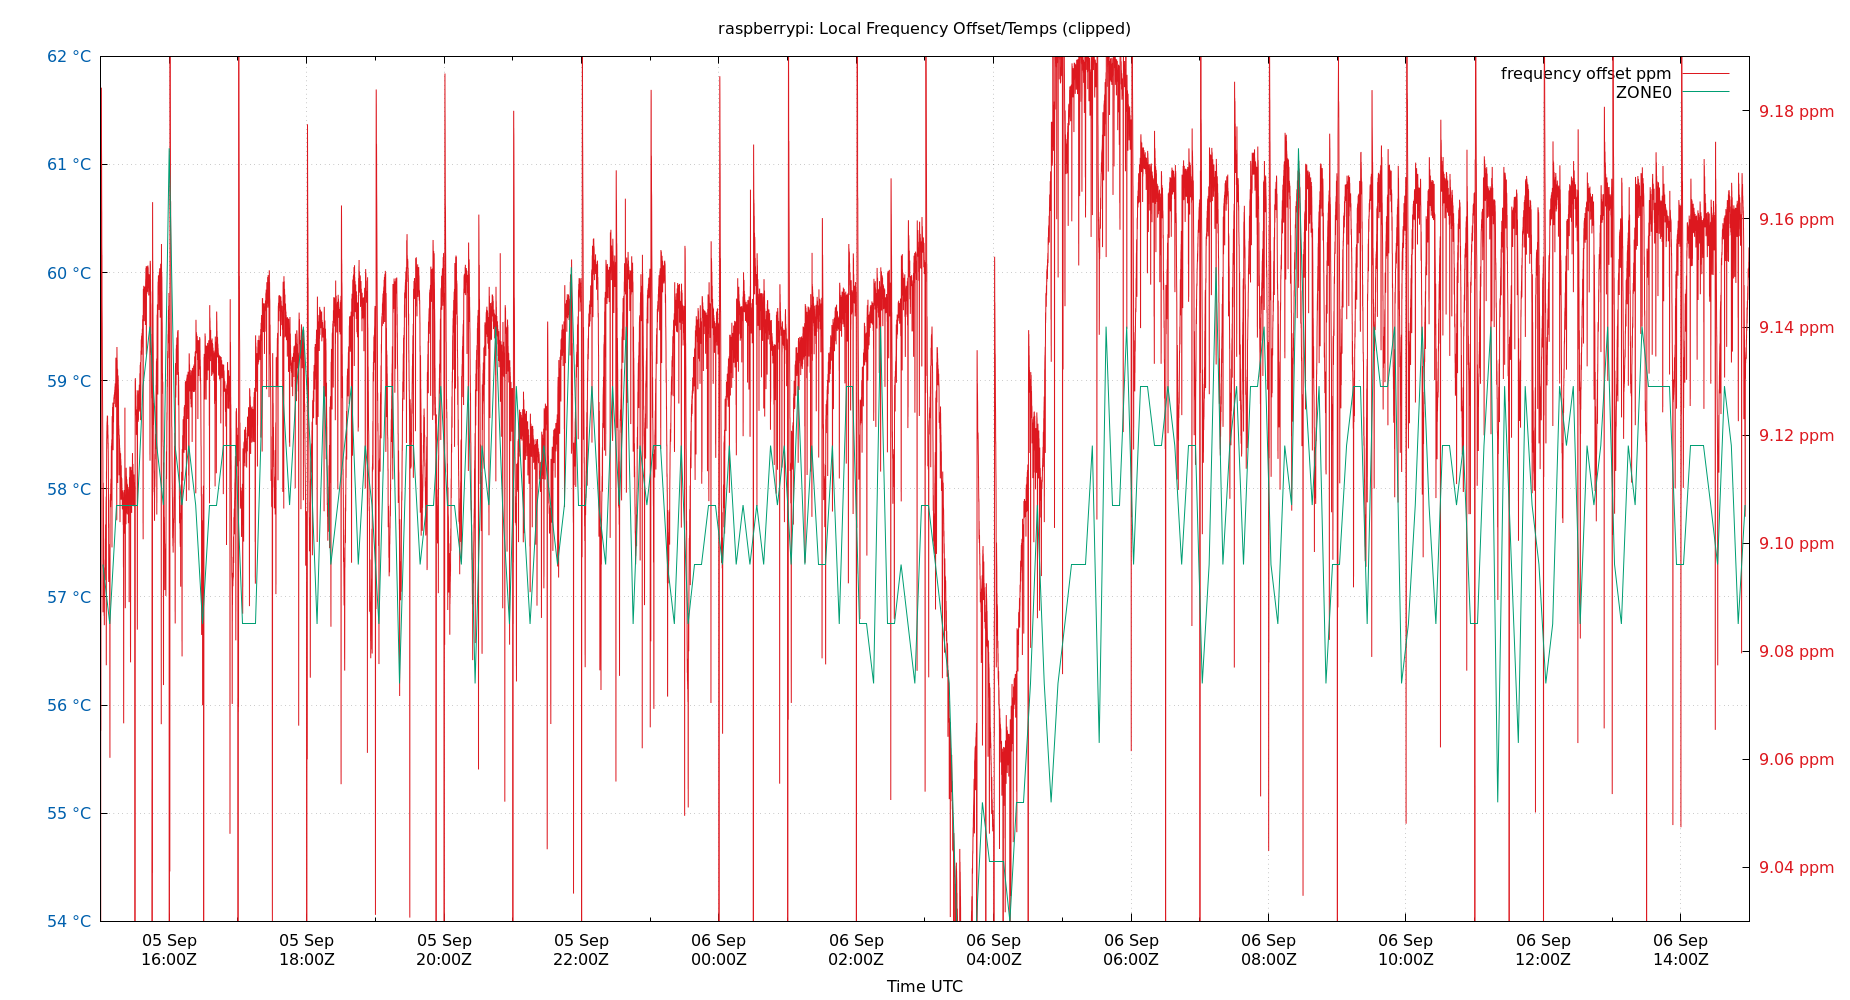 raspberrypi: Local Frequency Offset/Temps (clipped)
frequency offset ppm
ZONE0
62 °C
61 °C
60 °C
59 °C
58 °C
57 °C
56 °C
55 °C
54 °C
9.18 ppm
9.16 ppm
9.14 ppm
9.12 ppm
9.10 ppm
9.08 ppm
9.06 ppm
9.04 ppm
05 Sep 05 Sep 05 Sep 05 Sep 06 Sep 06 Sep 06 Sep 06 Sep 06 Sep 06 Sep 06 Sep 06 Sep
16:00Z 18:00Z 20:00Z 22:00Z 00:00Z 02:00Z 04:00Z 06:00Z 08:00Z 10:00Z 12:00Z 14:00Z
Time UTC